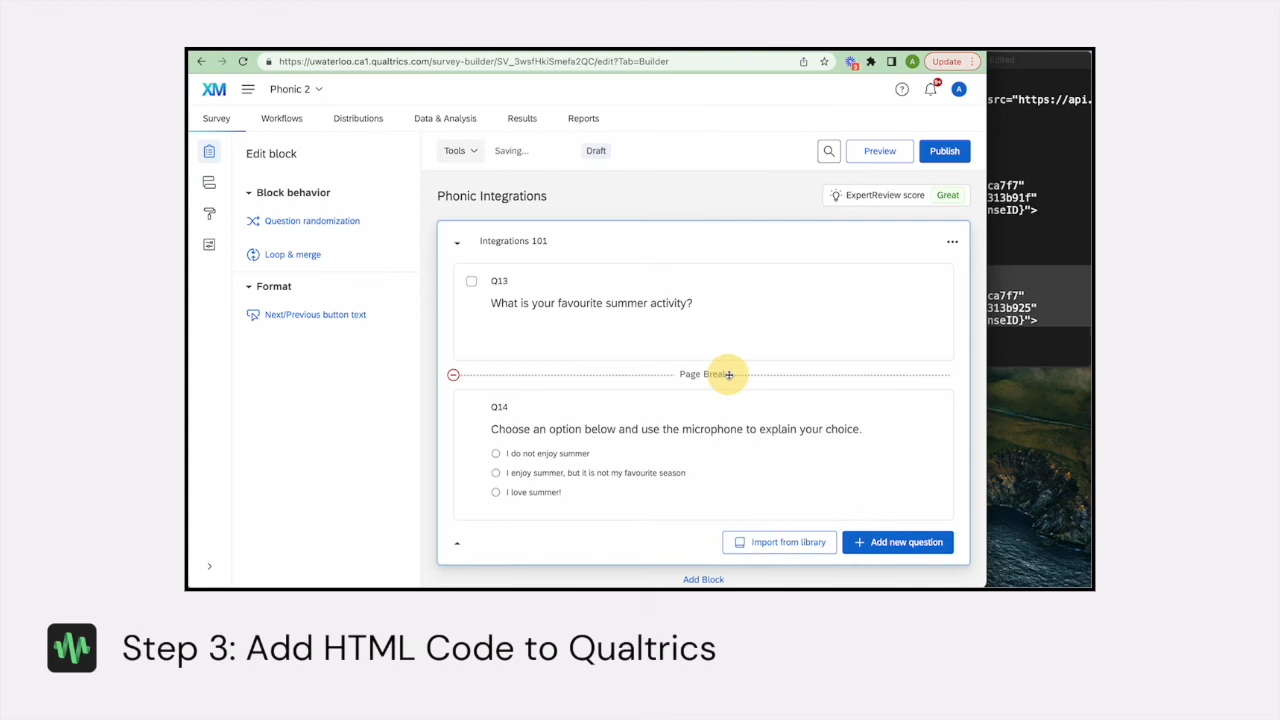 https://uwaterloo.ca1.qualtrics.com/survey-builder/SV_3wsfHkiSmefa2QC/edit?Tab=Builder
A
Update
Edited
XM
Phonic 2
9+
A
Survey
Workflows
Distributions
Data & Analysis
Results
Reports
src="https://api.
Edit block
Tools
Saving...
Draft
Preview
Publish
Block behavior
Question randomization
Loop & merge
Format
Next/Previous button text
Phonic Integrations
ExpertReview score
Great
ca7f7"
313b91f"
nseID}">
Integrations 101
Q13
What is your favourite summer activity?
Page Break
Q14
Choose an option below and use the microphone to explain your choice.
I do not enjoy summer
I enjoy summer, but it is not my favourite season
I love summer!
ca7f7"
313b925"
nseID}">
Import from library
Add new question
Add Block
Step 3: Add HTML Code to Qualtrics